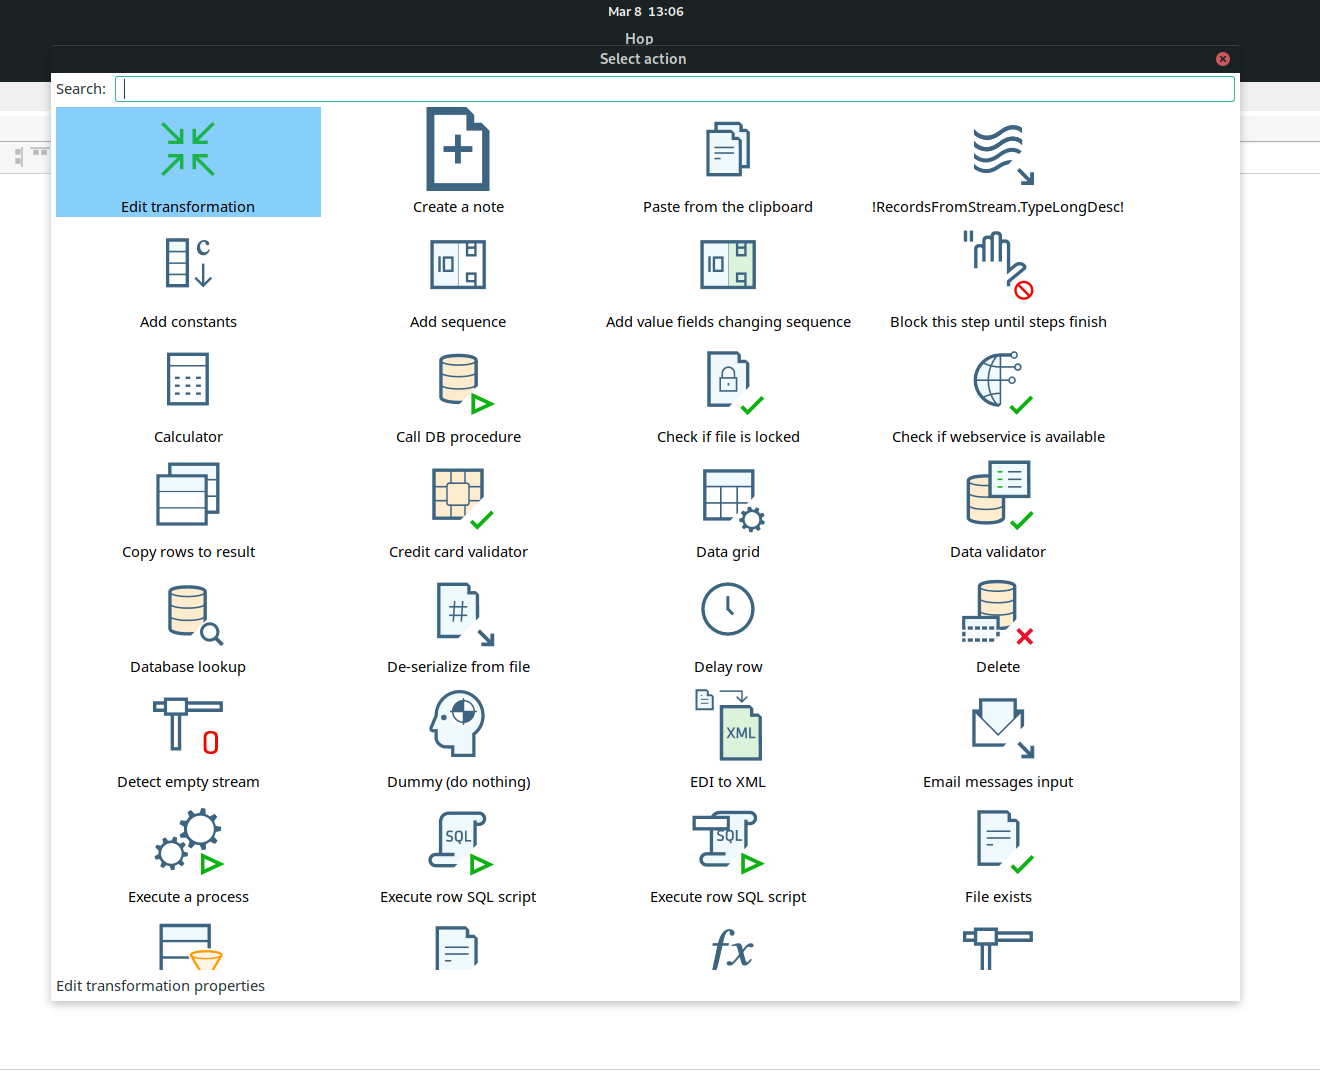 Mar 8 13:06
Hop
Select action
Search:
Edit transformation
Create a note
Paste from the clipboard
!RecordsFromStream.TypeLongDesc!
C
ID
ID
"
Add constants
Add sequence
Add value fields changing sequence
Block this step until steps finish
Calculator
Call DB procedure
Check if file is locked
Check if webservice is available
Copy rows to result
Credit card validator
Data grid
Data validator
#
Database lookup
De-serialize from file
Delay row
Delete
0
XML
Detect empty stream
Dummy (do nothing)
EDI to XML
Email messages input
SQL
SQL
Execute a process
Execute row SQL script
Execute row SQL script
File exists
fx
Edit transformation properties